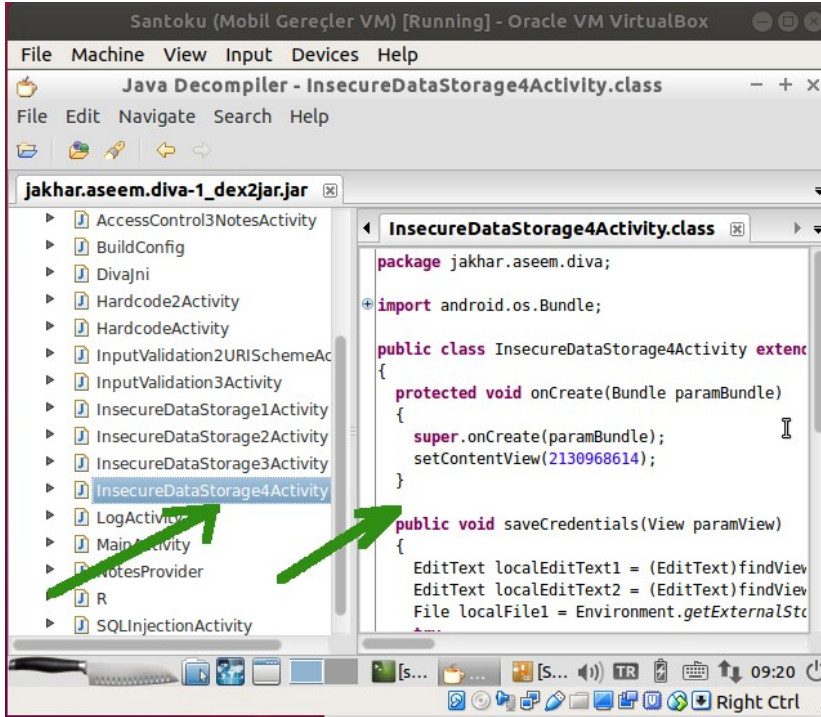 Santoku (Mobil Gereçler VM) [Running] - Oracle VM VirtualBox
File Machine View Input Devices Help
Java Decompiler - InsecureDataStorage4Activity.class
File Edit Navigate Search Help
jakhar.aseem.diva-1_dex2jar.jar
AccessControl3NotesActivity
BuildConfig
DivaJni
Hardcode2Activity
HardcodeActivity
InputValidation2URISchemeAc
InputValidation3Activity
InsecureDataStorage1Activity
InsecureDataStorage2Activity
InsecureDataStorage3Activity
InsecureDataStorage4Activity
LogActivity
MainActivity
NotesProvider
R
SQLInjectionActivity
InsecureDataStorage4Activity.class
package jakhar.aseem.diva;
import android.os.Bundle;
public class InsecureDataStorage4Activity extend
{
protected void onCreate(Bundle paramBundle)
{
super.onCreate(paramBundle);
setContentView(2130968614);
}
public void saveCredentials(View paramView)
{
EditText localEditText1 = (EditText)findView
EditText localEditText2 = (EditText)findView
File localFile1 = Environment.getExternalSto
[s... ... [S... TR 09:20
Right Ctrl